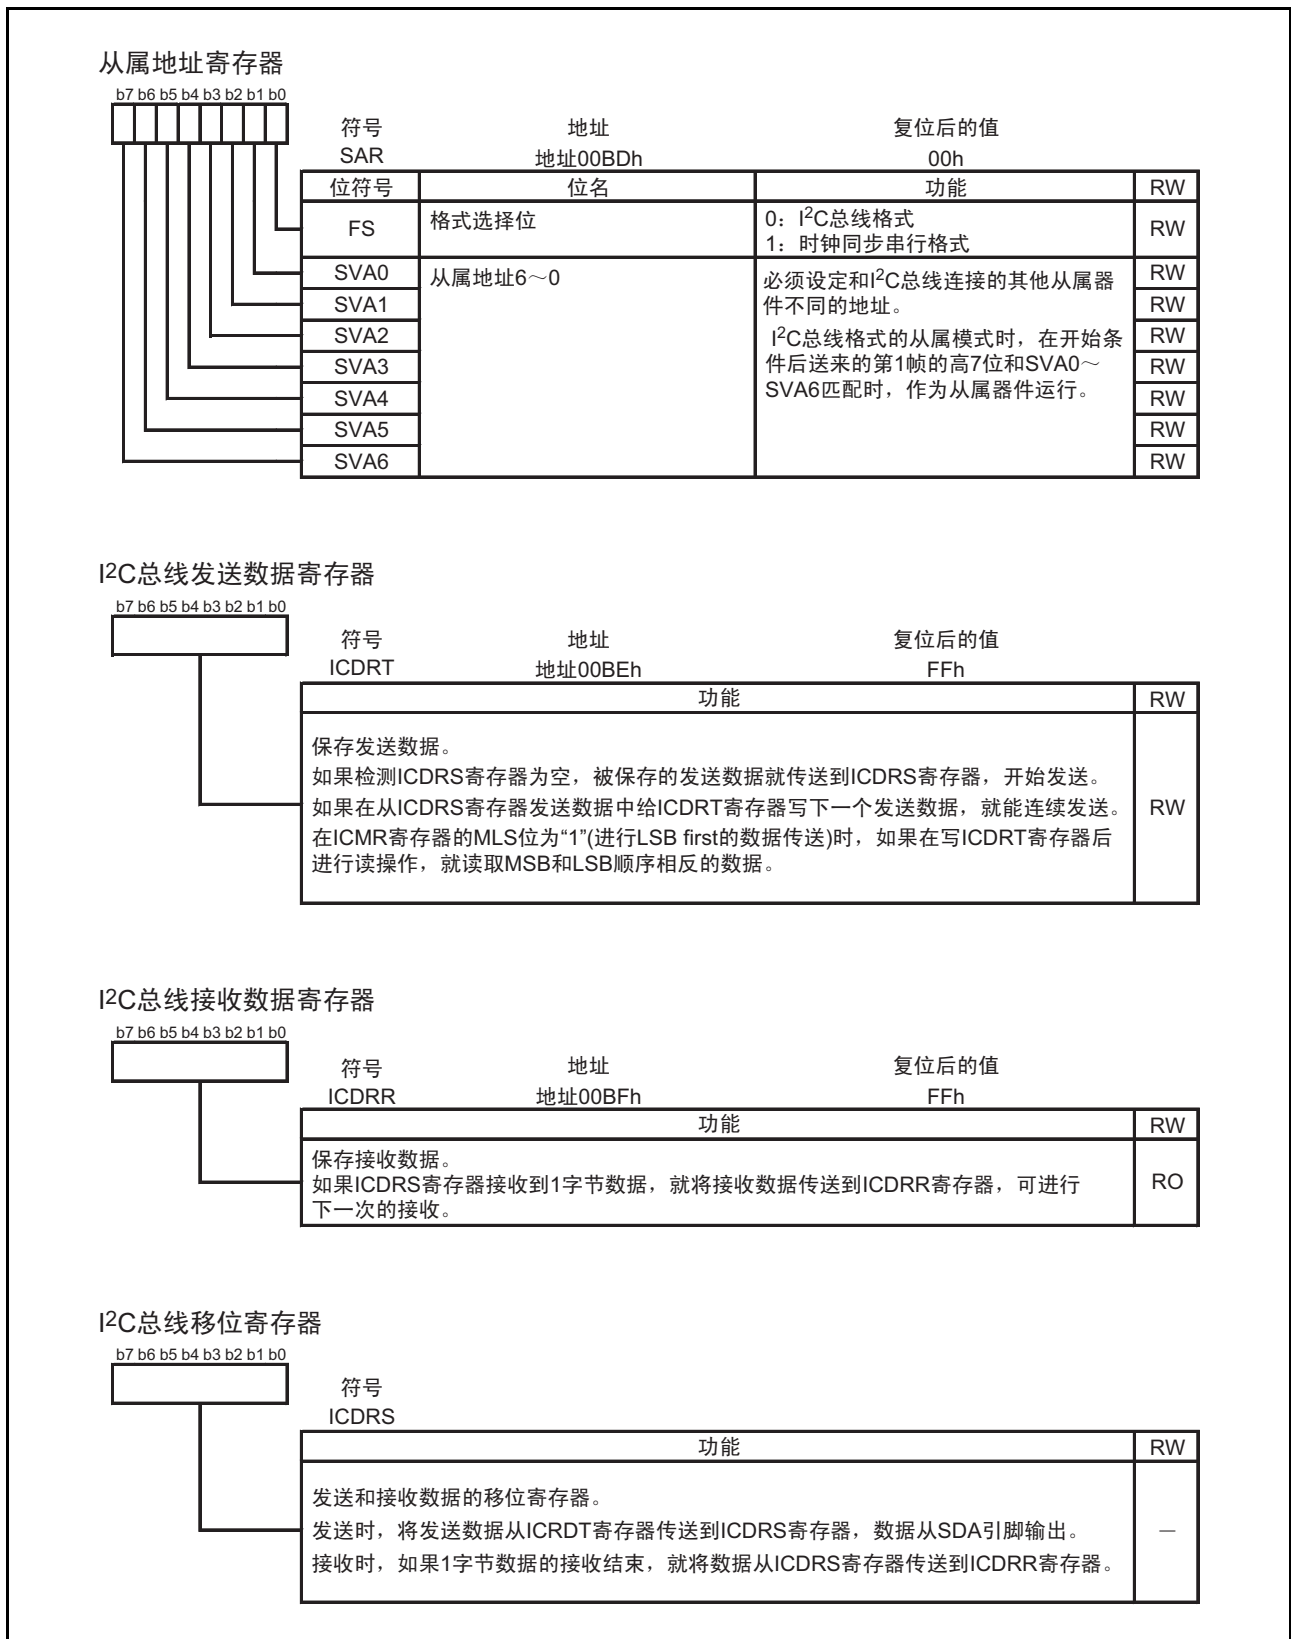 从属地址寄存器
b7 b6 b5 b4 b3 b2 b1 b0
符号 地址 复位后的值
SAR 地址00BDh 00h
位符号 位名 功能 RW
FS 格式选择位 0：I2C总线格式 RW
1：时钟同步串行格式
SVA0 从属地址6～0 必须设定和I2C总线连接的其他从属器 RW
SVA1 件不同的地址。 RW
SVA2 I2C总线格式的从属模式时，在开始条 RW
SVA3 件后送来的第1帧的高7位和SVA0～ RW
SVA4 SVA6匹配时，作为从属器件运行。 RW
SVA5 RW
SVA6 RW
I2C总线发送数据寄存器
b7 b6 b5 b4 b3 b2 b1 b0
符号 地址 复位后的值
ICDRT 地址00BEh FFh
功能 RW
保存发送数据。
如果检测ICDRS寄存器为空，被保存的发送数据就传送到ICDRS寄存器，开始发送。
如果在从ICDRS寄存器发送数据中给ICDRT寄存器写下一个发送数据，就能连续发送。 RW
在ICMR寄存器的MLS位为“1”(进行LSB first的数据传送)时，如果在写ICDRT寄存器后
进行读操作，就读取MSB和LSB顺序相反的数据。
I2C总线接收数据寄存器
b7 b6 b5 b4 b3 b2 b1 b0
符号 地址 复位后的值
ICDRR 地址00BFh FFh
功能 RW
保存接收数据。
如果ICDRS寄存器接收到1字节数据，就将接收数据传送到ICDRR寄存器，可进行 RO
下一次的接收。
I2C总线移位寄存器
b7 b6 b5 b4 b3 b2 b1 b0
符号
ICDRS
功能 RW
发送和接收数据的移位寄存器。
发送时，将发送数据从ICRDT寄存器传送到ICDRS寄存器，数据从SDA引脚输出。 －
接收时，如果1字节数据的接收结束，就将数据从ICDRS寄存器传送到ICDRR寄存器。